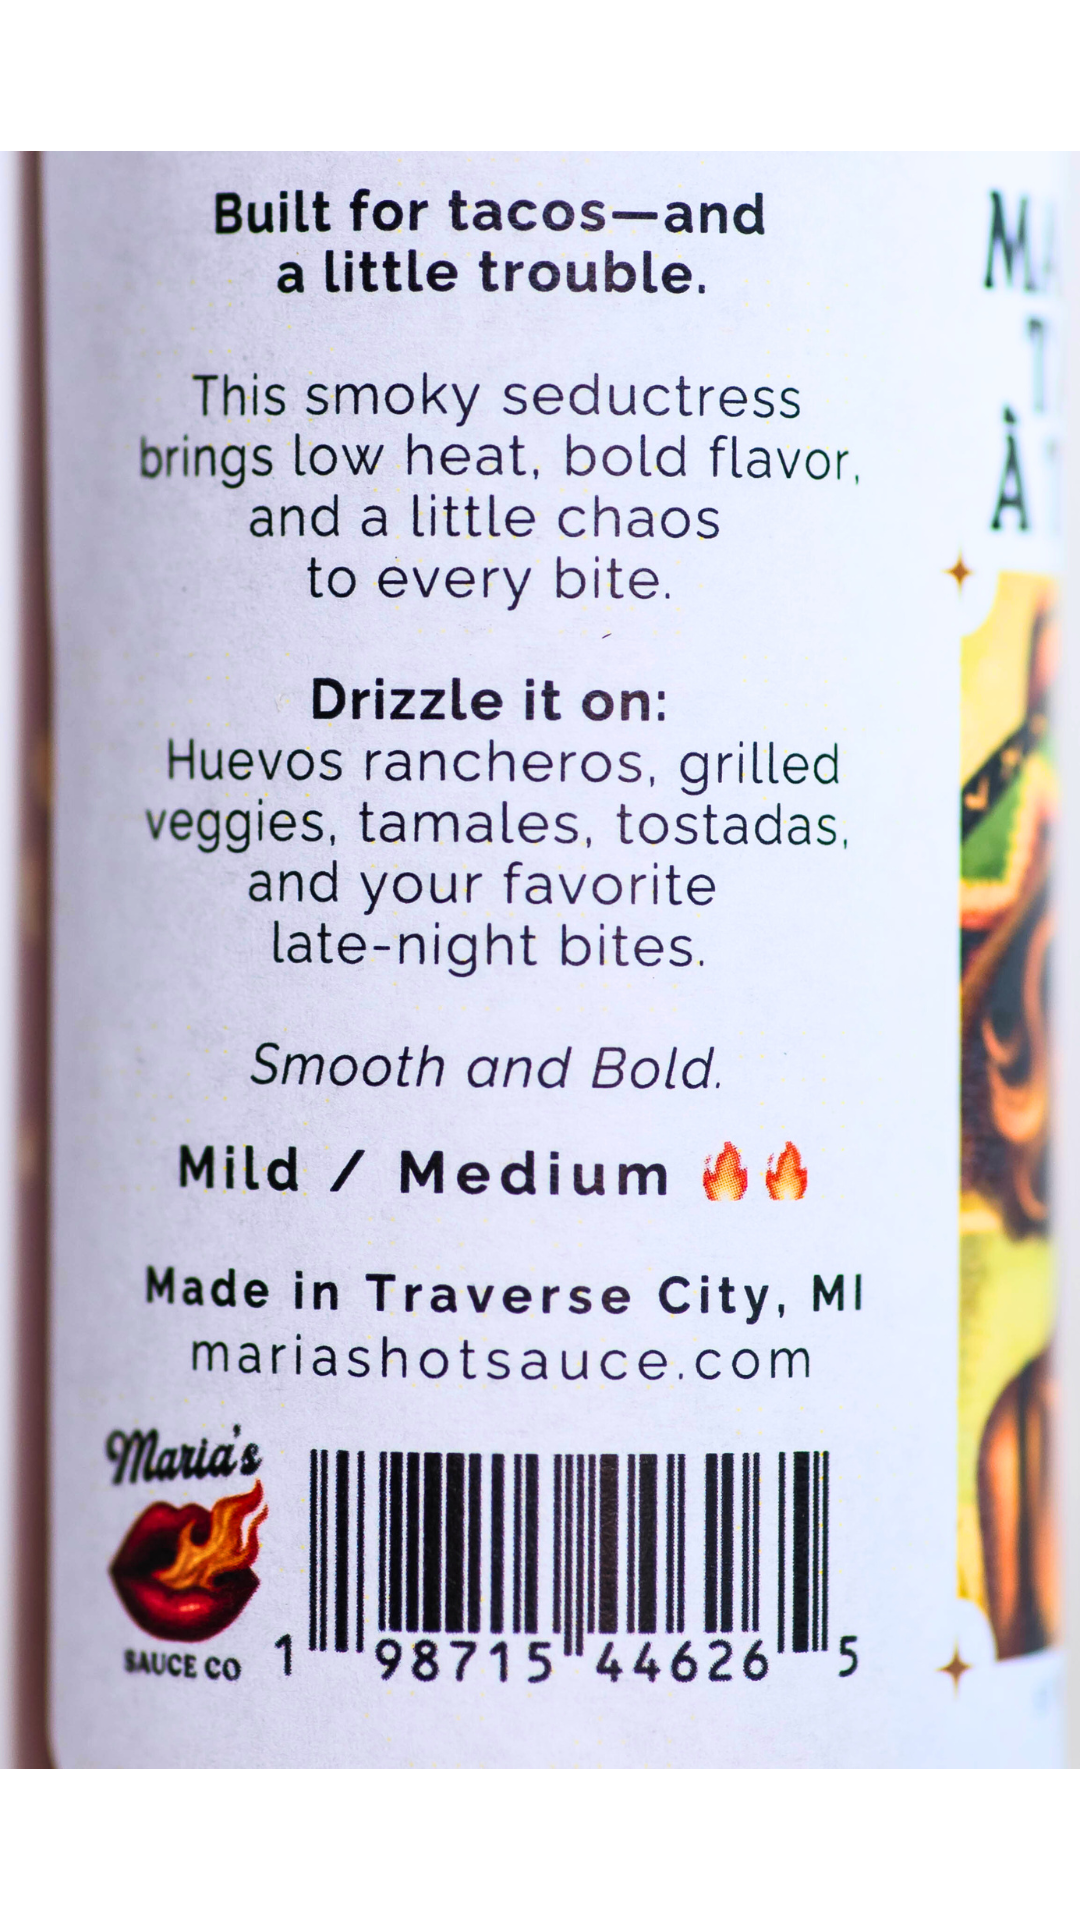 Built for tacos—and
a little trouble.
This smoky seductress
brings low heat, bold flavor,
and a little chaos
to every bite.
Drizzle it on:
Huevos rancheros, grilled
veggies, tamales, tostadas,
and your favorite
late-night bites.
Smooth and Bold.
Mild / Medium 🔥🔥
Made in Traverse City, MI
mariashotsauce.com
Maria's
SAUCE CO
1 98715 44626 5